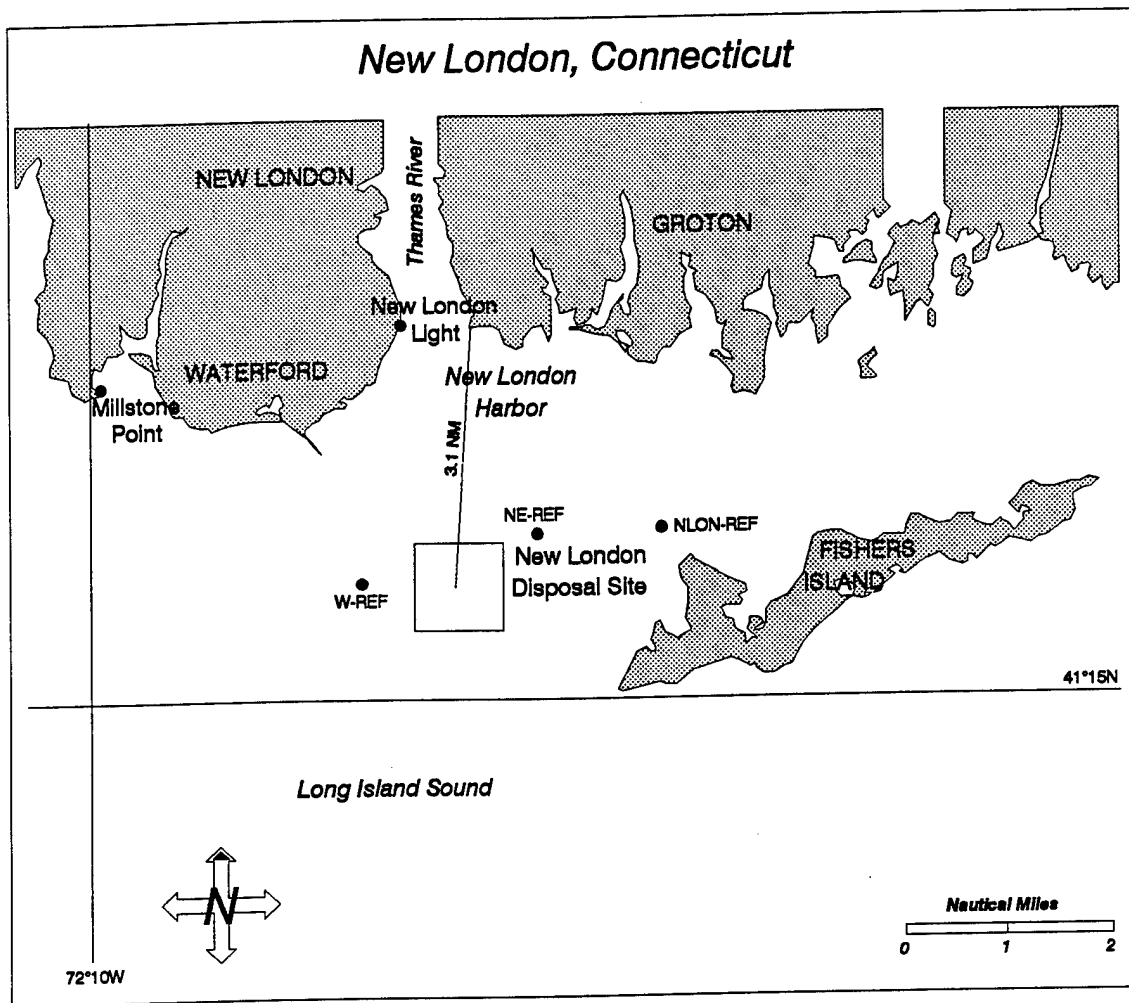 New London, Connecticut
NEW LONDON
Thames River
GROTON
New London
Light
WATERFORD
New London
Harbor
Millstone
Point
3.1 NM
NE-REF
NLON-REF
New London
Disposal Site
FISHERS
ISLAND
W-REF
41°15N
Long Island Sound
N
Nautical Miles
0 1 2
72°10W